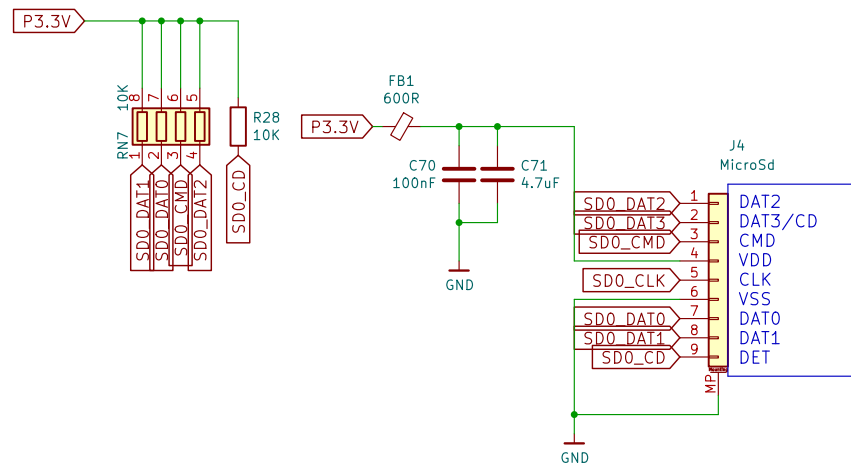 P3.3V
10K
8
7
6
5
RN7
1
2
3
4
SD0_DAT1
SD0_DAT0
SD0_CMD
SD0_DAT2
R28
10K
SD0_CD
FB1
600R
P3.3V
C70
100nF
C71
4.7uF
GND
J4
MicroSd
SD0_DAT2 1 DAT2
SD0_DAT3 2 DAT3/CD
SD0_CMD 3 CMD
4 VDD
SD0_CLK 5 CLK
6 VSS
SD0_DAT0 7 DAT0
SD0_DAT1 8 DAT1
SD0_CD 9 DET
MP
GND